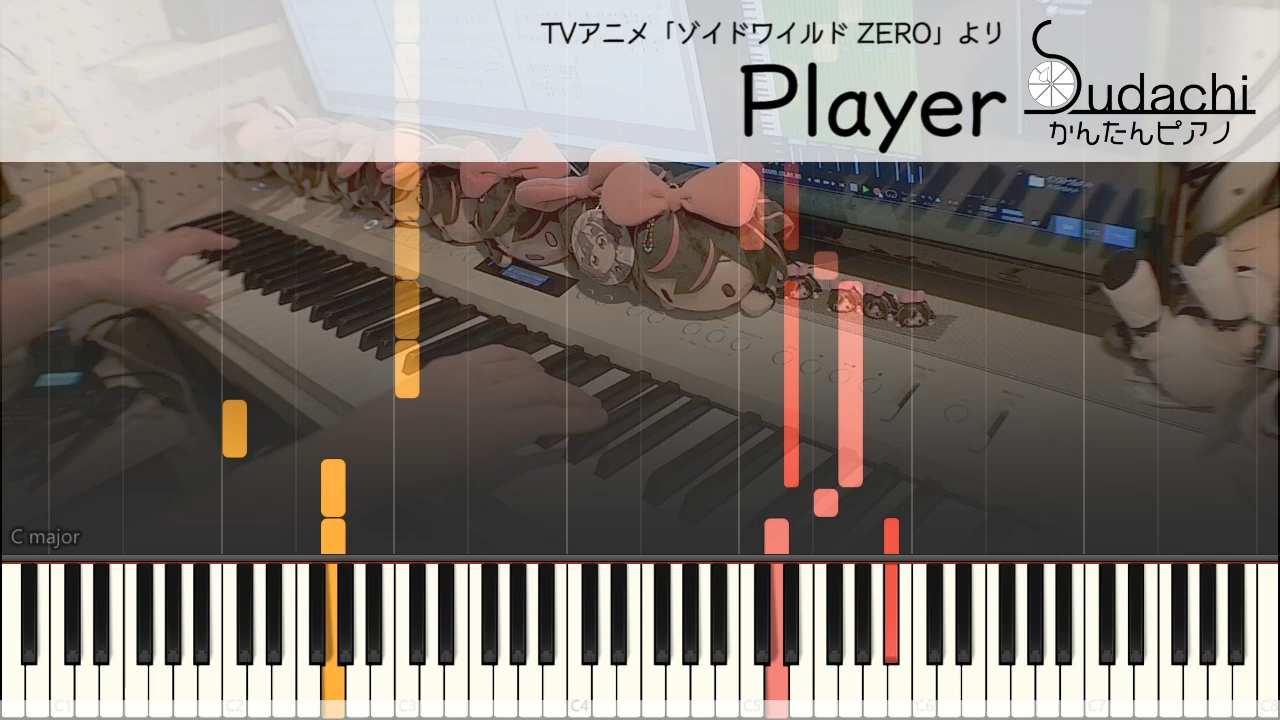 TVアニメ「ゾイドワイルド ZERO」より
Player
Sudachi
かんたんピアノ
C major
C1 C2 C3 C4 C5 C6 C7 C8